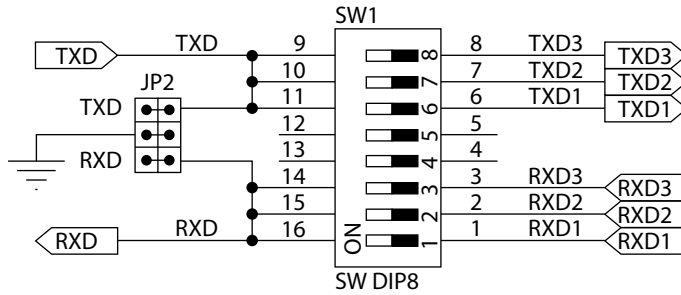 SW1
TXD TXD 9 8 8 TXD3 TXD3
10 7 7 TXD2 TXD2
JP2
TXD 11 6 6 TXD1 TXD1
12 5 5
RXD 13 4 4
14 3 3 RXD3 RXD3
15 2 2 RXD2 RXD2
RXD RXD 16 ON 1 1 RXD1 RXD1
SW DIP8